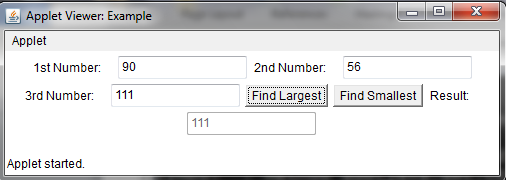 Applet Viewer: Example
Applet
1st Number: 90 2nd Number: 56
3rd Number: 111 Find Largest Find Smallest Result:
111
Applet started.